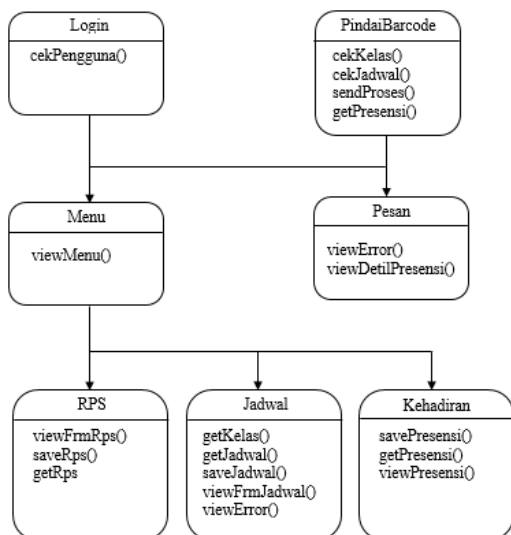 Login
cekPengguna()
PindaiBarcode
cekKelas()
cekJadwal()
sendProses()
getPresensi()
Menu
viewMenu()
Pesan
viewError()
viewDetilPresensi()
RPS
viewFrmRps()
saveRps()
getRps
Jadwal
getKelas()
getJadwal()
saveJadwal()
viewFrmJadwal()
viewError()
Kehadiran
savePresensi()
getPresensi()
viewPresensi()